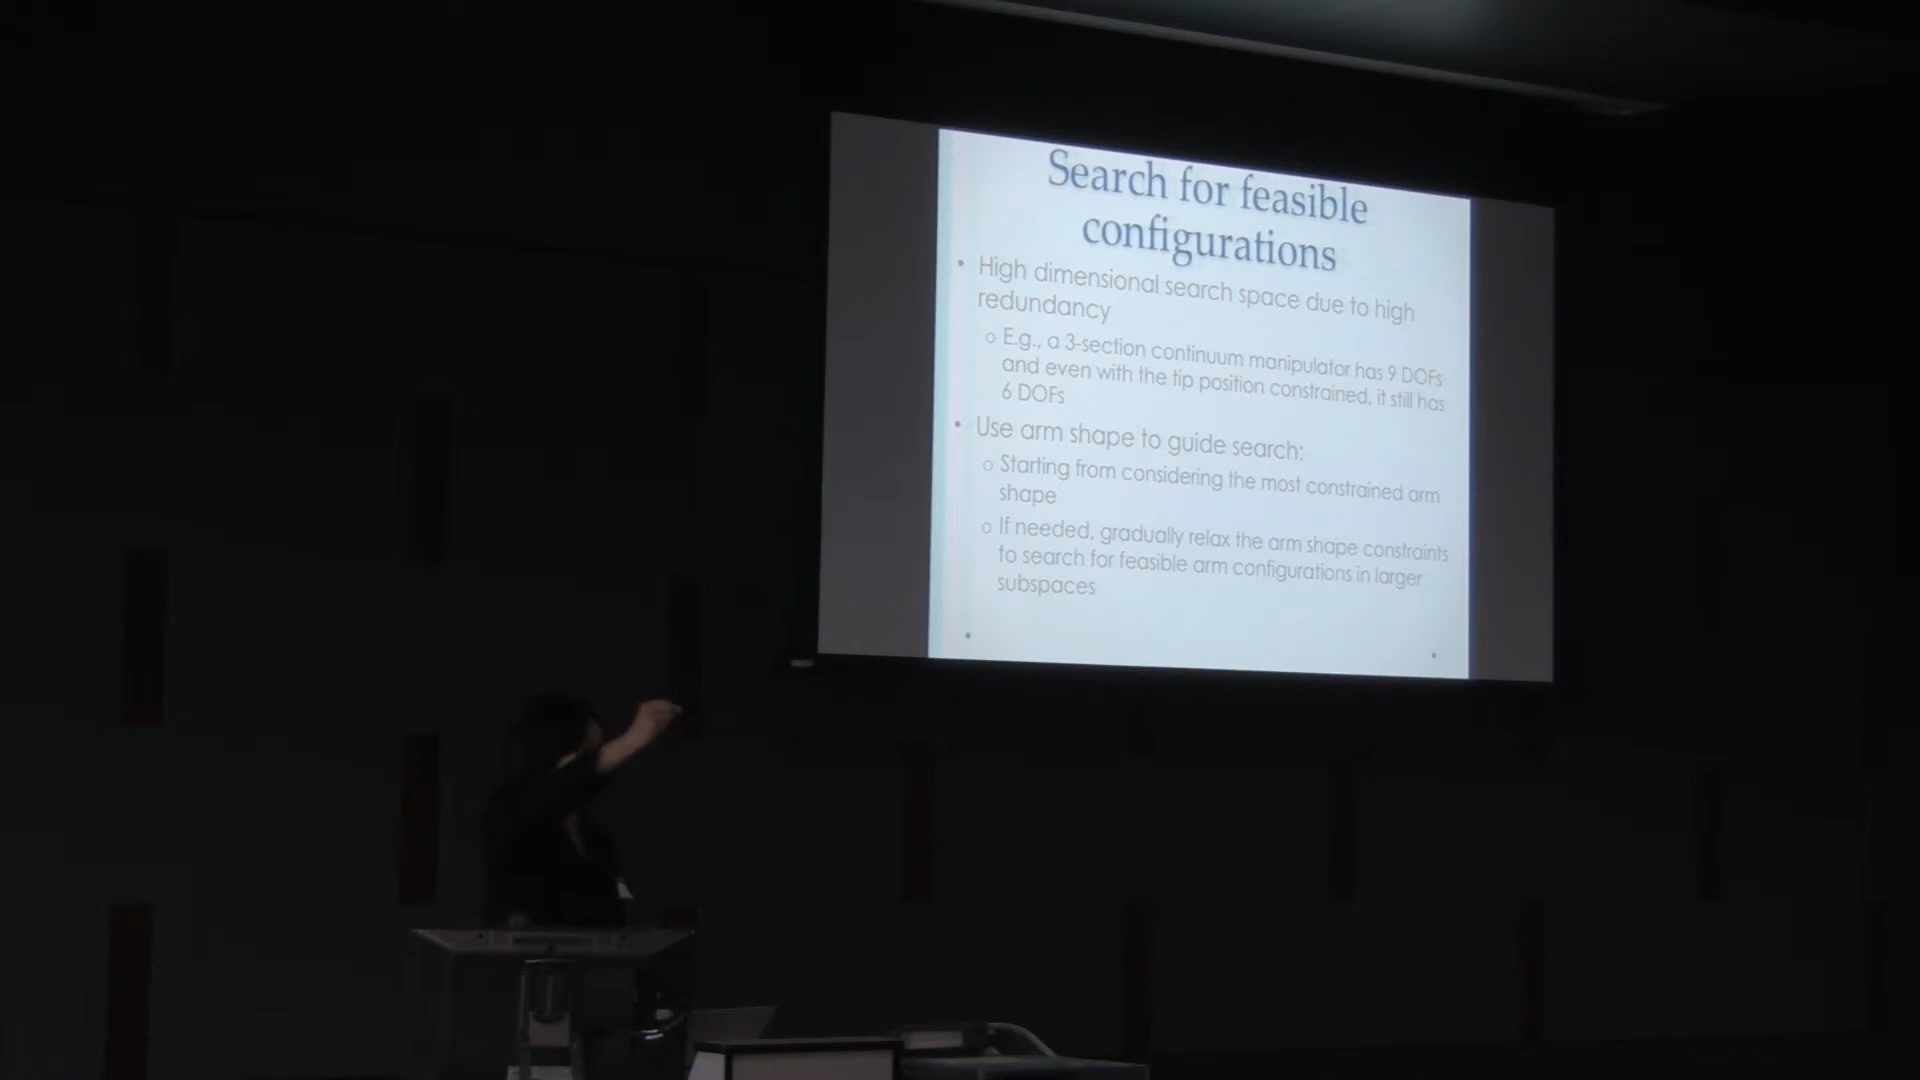 Search for feasible
configurations
• High dimensional search space due to high
redundancy
o E.g., a 3-section continuum manipulator has 9 DOFs
and even with the tip position constrained, it still has
6 DOFs
• Use arm shape to guide search:
o Starting from considering the most constrained arm
shape
o If needed, gradually relax the arm shape constraints
to search for feasible arm configurations in larger
subspaces